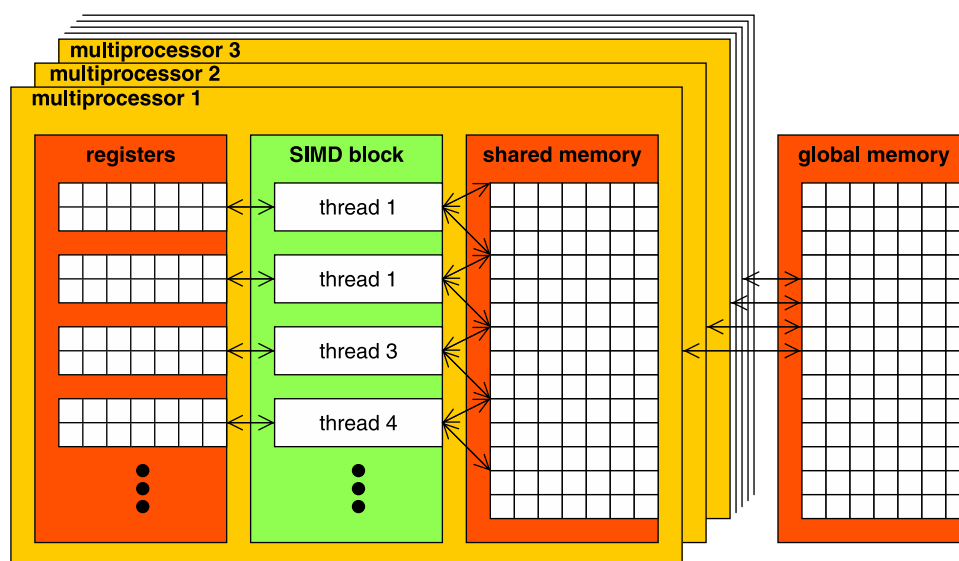 multiprocessor 3
multiprocessor 2
multiprocessor 1
registers
SIMD block
shared memory
global memory
thread 1
thread 1
thread 3
thread 4